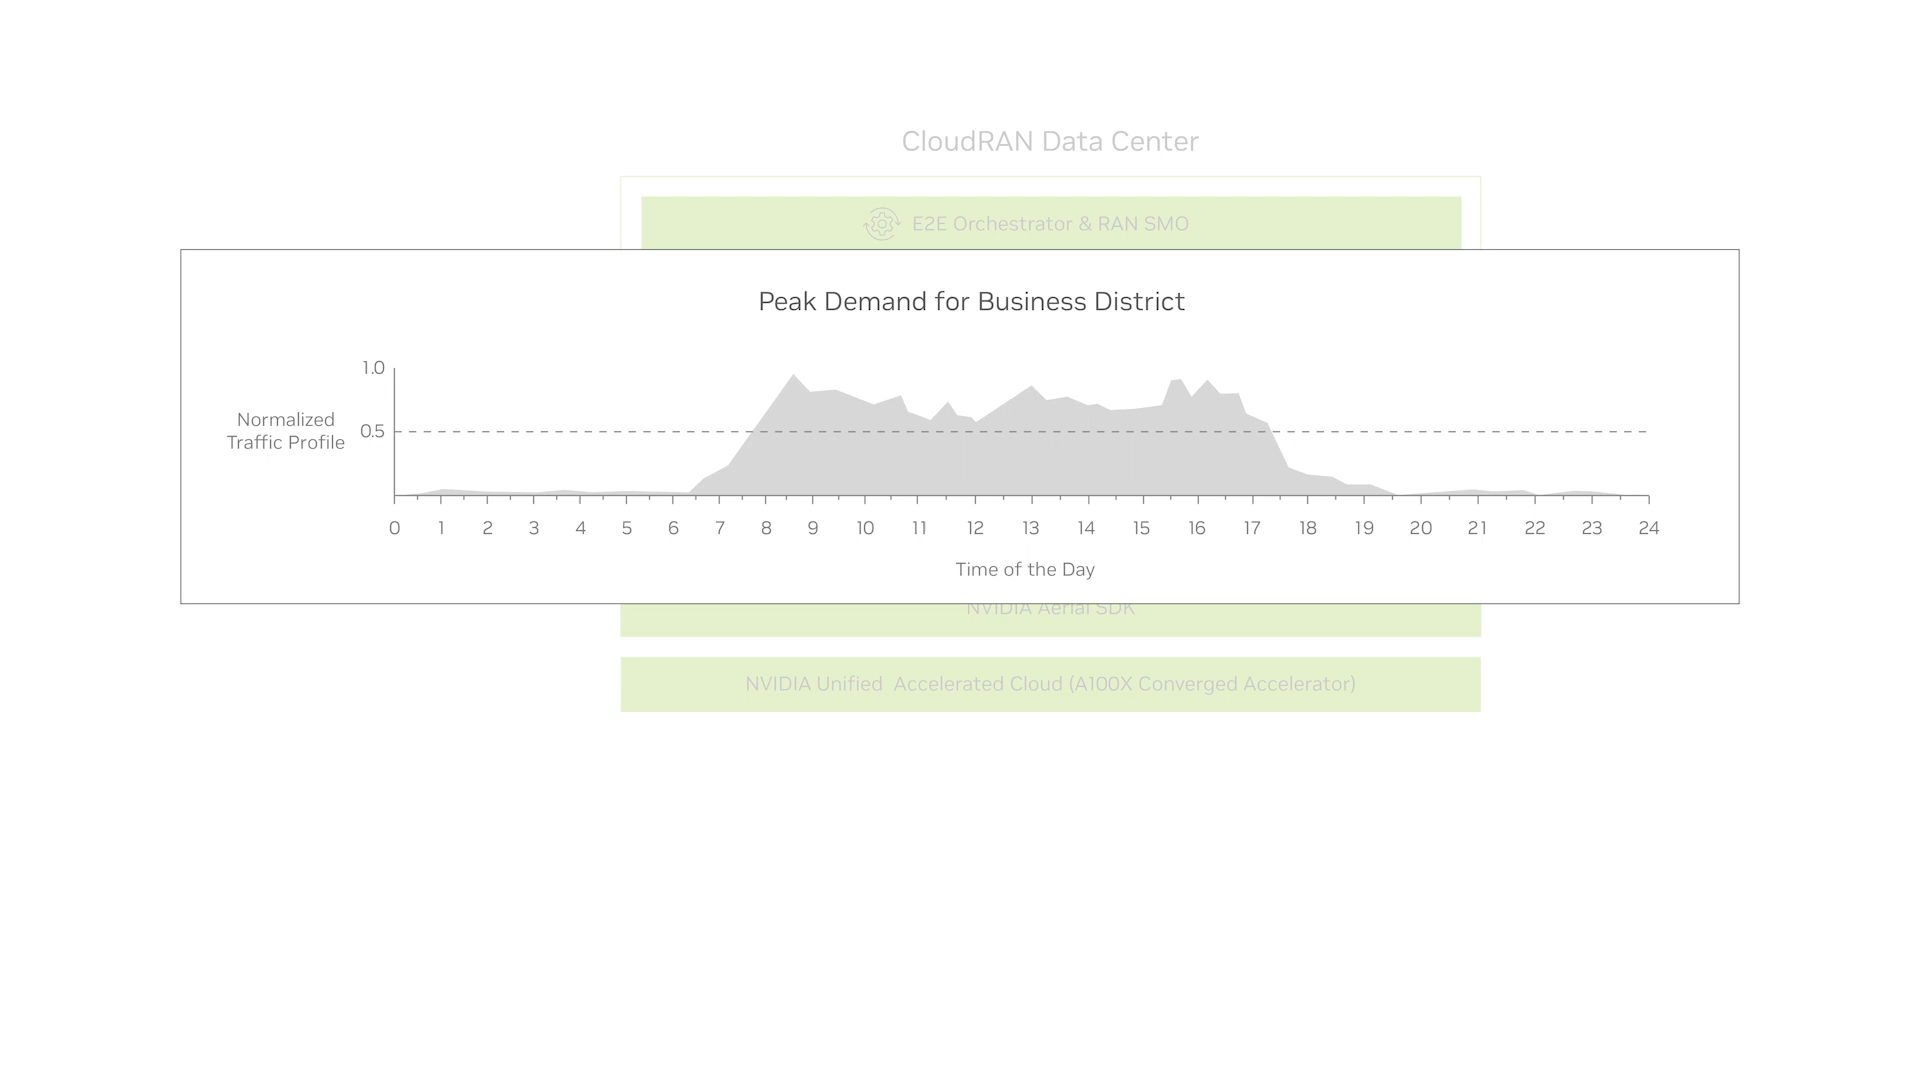 CloudRAN Data Center
E2E Orchestrator & RAN SMO
Peak Demand for Business District
1.0
Normalized
Traffic Profile
0.5
0 1 2 3 4 5 6 7 8 9 10 11 12 13 14 15 16 17 18 19 20 21 22 23 24
Time of the Day
NVIDIA Aerial SDK
NVIDIA Unified  Accelerated Cloud (A100X Converged Accelerator)